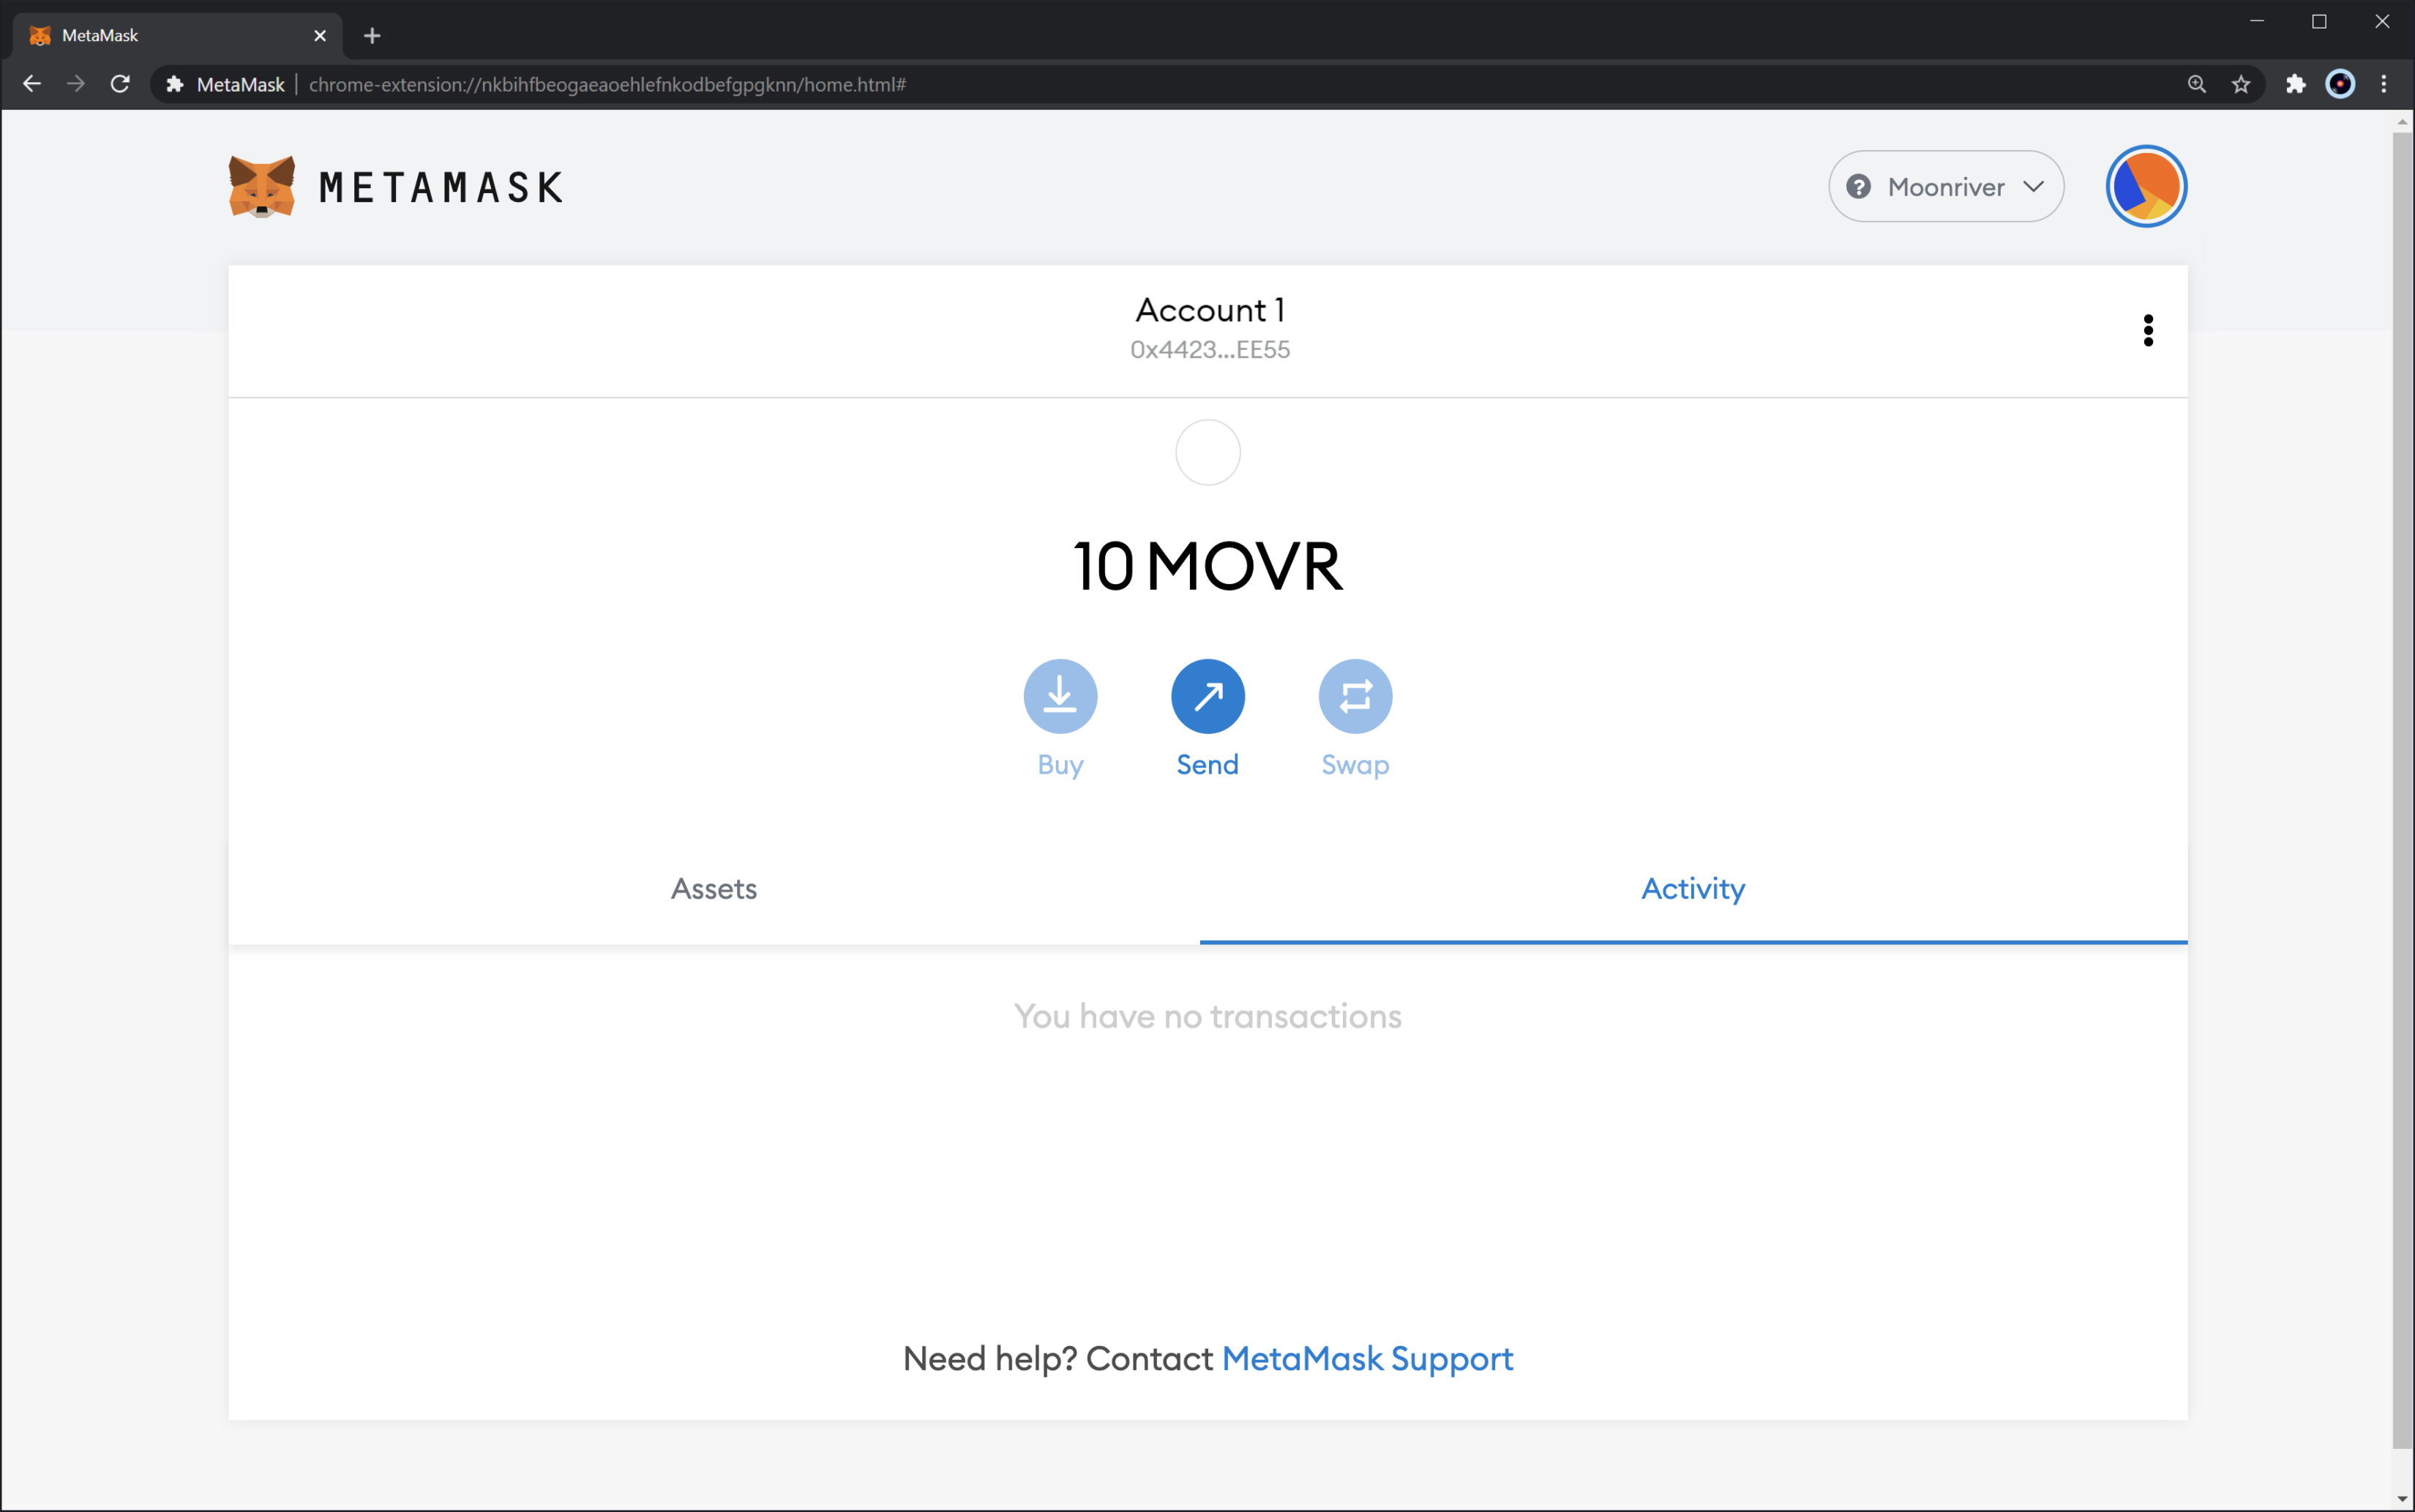 MetaMask
MetaMask | chrome-extension://nkbihfbeogaeaoehlefnkodbefgpgknn/home.html#
METAMASK
? Moonriver
Account 1
0x4423...EE55
10 MOVR
Buy Send Swap
Assets Activity
You have no transactions
Need help? Contact MetaMask Support